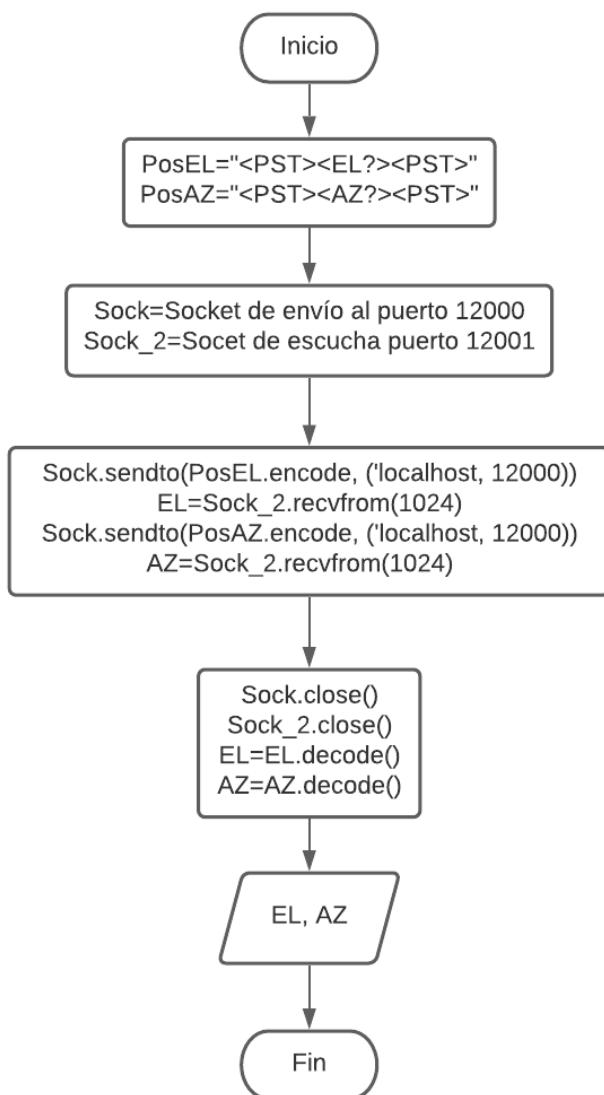 Inicio
PosEL="<PST><EL?><PST>"
PosAZ="<PST><AZ?><PST>"
Sock=Socket de envío al puerto 12000
Sock_2=Socet de escucha puerto 12001
Sock.sendto(PosEL.encode, ('localhost, 12000))
EL=Sock_2.recvfrom(1024)
Sock.sendto(PosAZ.encode, ('localhost, 12000))
AZ=Sock_2.recvfrom(1024)
Sock.close()
Sock_2.close()
EL=EL.decode()
AZ=AZ.decode()
EL, AZ
Fin